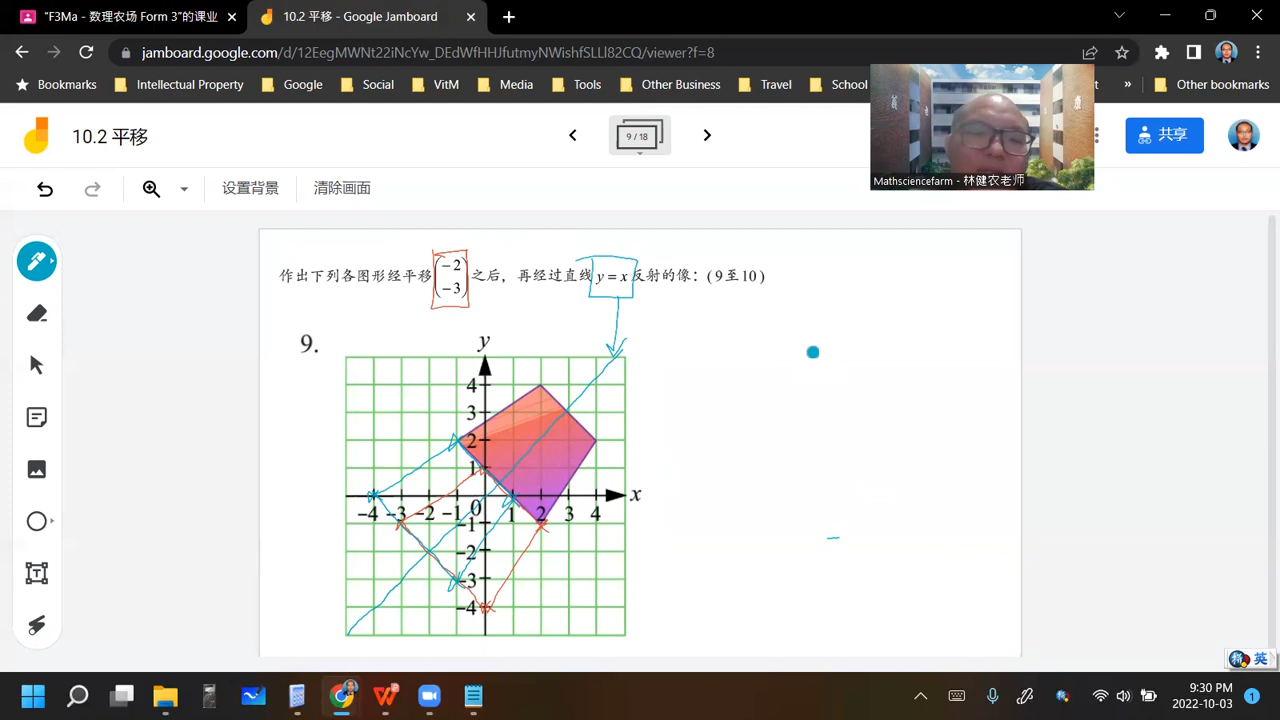 "F3Ma - 数理农场 Form 3"的课业
10.2 平移 - Google Jamboard
jamboard.google.com/d/12EegMWNt22iNcYw_DEdWfHHJfutmyNWishfSLLl82CQ/viewer?f=8
Bookmarks
Intellectual Property
Google
Social
VitM
Media
Tools
Other Business
Travel
School
Other bookmarks
10.2 平移
9 / 18
共享
Mathsciencefarm - 林健农老师
设置背景
清除画面
作出下列各图形经平移(−2 −3)之后，再经过直线 y = x 反射的像：( 9至10 )
9.
y
4
3
2
1
−4 −3 −2 −1 0 1 2 3 4 x
−1
−2
−3
−4
英
9:30 PM
2022-10-03
1